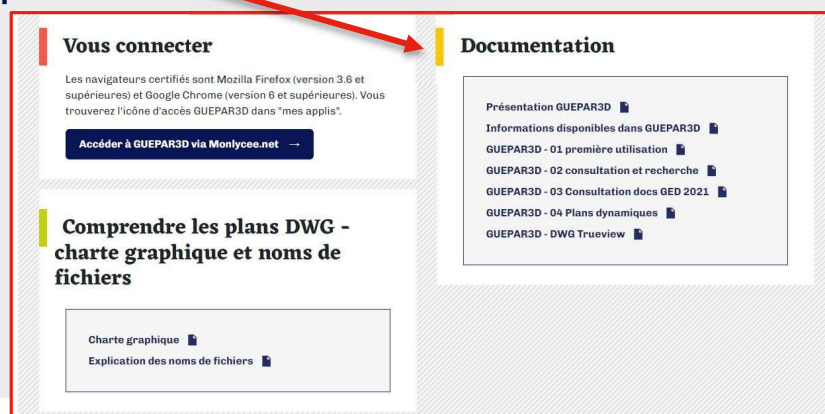 Vous connecter
Les navigateurs certifiés sont Mozilla Firefox (version 3.6 et
supérieures) et Google Chrome (version 6 et supérieures). Vous
trouverez l'icône d'accès GUEPAR3D dans "mes applis".
Accéder à GUEPAR3D via Monlycee.net →
Comprendre les plans DWG -
charte graphique et noms de
fichiers
Charte graphique
Explication des noms de fichiers
Documentation
Présentation GUEPAR3D
Informations disponibles dans GUEPAR3D
GUEPAR3D - 01 première utilisation
GUEPAR3D - 02 consultation et recherche
GUEPAR3D - 03 Consultation docs GED 2021
GUEPAR3D - 04 Plans dynamiques
GUEPAR3D - DWG Trueview